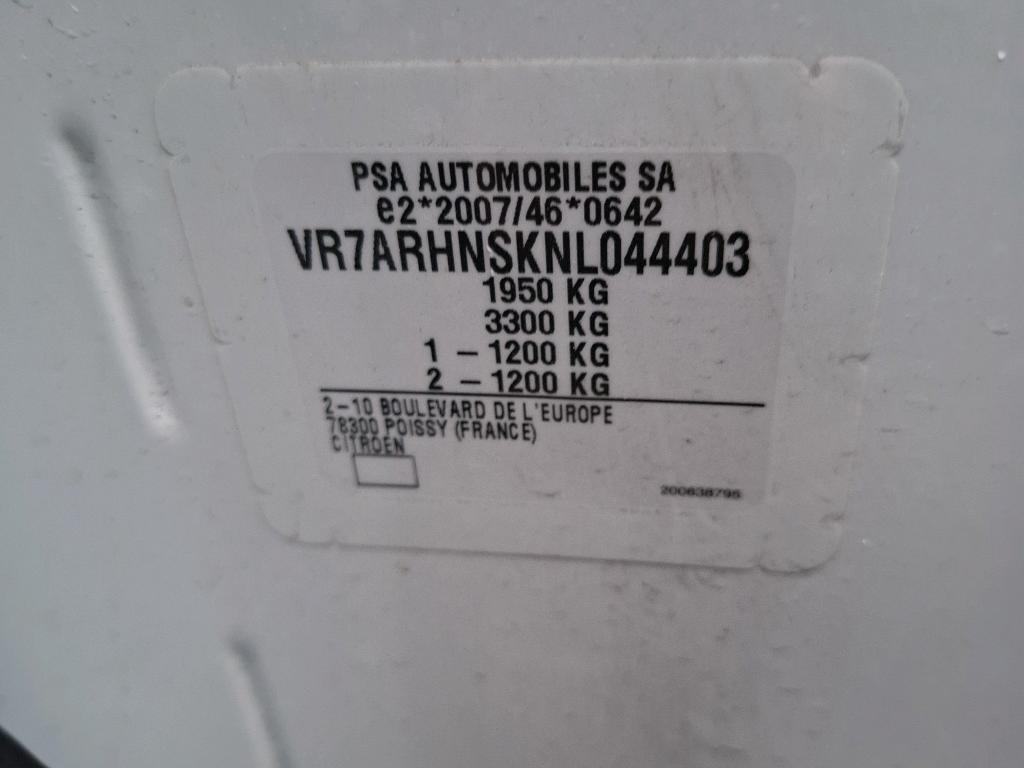 PSA AUTOMOBILES SA
e2*2007/46*0642
VR7ARHNSKNL044403
1950 KG
3300 KG
1 – 1200 KG
2 – 1200 KG
2–10 BOULEVARD DE L'EUROPE
78300 POISSY (FRANCE)
CITROEN
200638795